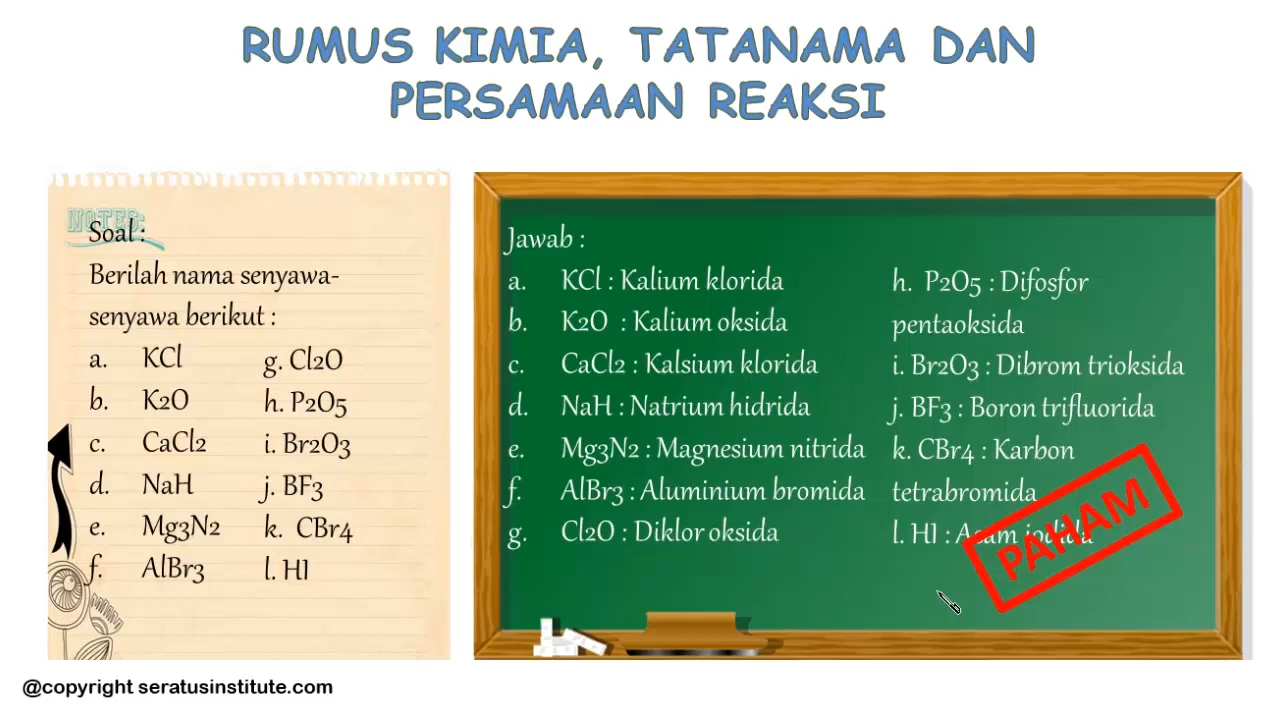 RUMUS KIMIA, TATANAMA DAN
PERSAMAAN REAKSI
NOTES:
Soal :
Berilah nama senyawa-
senyawa berikut :
a. KCl g. Cl2O
b. K2O h. P2O5
c. CaCl2 i. Br2O3
d. NaH j. BF3
e. Mg3N2 k. CBr4
f. AlBr3 l. HI
Jawab :
a. KCl : Kalium klorida
b. K2O : Kalium oksida
c. CaCl2 : Kalsium klorida
d. NaH : Natrium hidrida
e. Mg3N2 : Magnesium nitrida
f. AlBr3 : Aluminium bromida
g. Cl2O : Diklor oksida
h. P2O5 : Difosfor
pentaoksida
i. Br2O3 : Dibrom trioksida
j. BF3 : Boron trifluorida
k. CBr4 : Karbon
tetrabromida
l. HI : Asam iodida
PAHAM
@copyright seratusinstitute.com